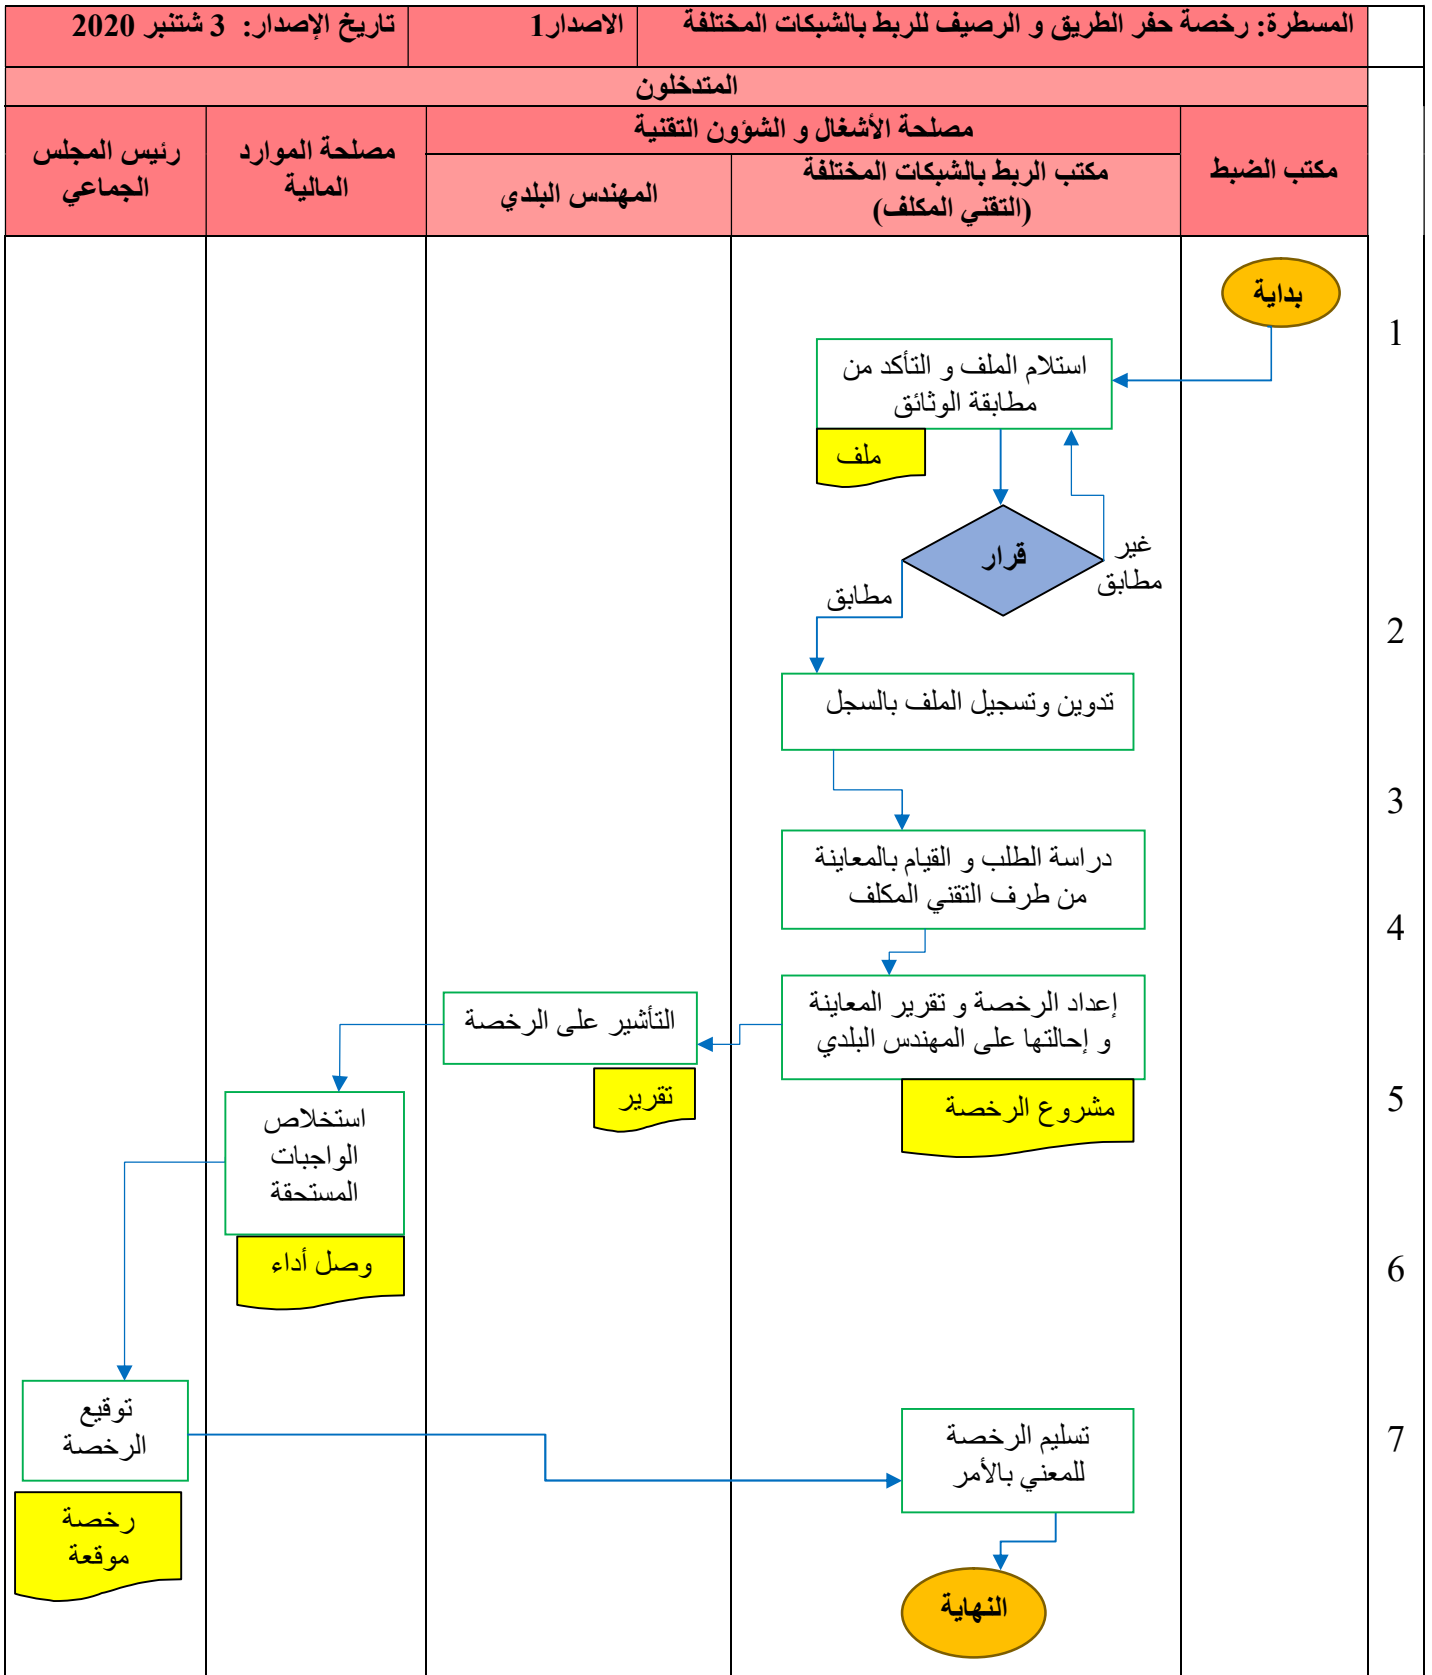 المسطرة: رخصة حفر الطريق و الرصيف للربط بالشبكات المختلفة
الاصدار1
تاريخ الإصدار: 3 شتنبر 2020
المتدخلون
مكتب الضبط
مصلحة الأشغال و الشؤون التقنية
مكتب الربط بالشبكات المختلفة
(التقني المكلف)
المهندس البلدي
مصلحة الموارد
المالية
رئيس المجلس
الجماعي
بداية
1
استلام الملف و التأكد من
مطابقة الوثائق
ملف
قرار
غير
مطابق
مطابق
2
تدوين وتسجيل الملف بالسجل
3
دراسة الطلب و القيام بالمعاينة
من طرف التقني المكلف
4
إعداد الرخصة و تقرير المعاينة
و إحالتها على المهندس البلدي
مشروع الرخصة
التأشير على الرخصة
تقرير
5
استخلاص
الواجبات
المستحقة
وصل أداء
6
توقيع
الرخصة
رخصة
موقعة
7
تسليم الرخصة
للمعني بالأمر
النهاية